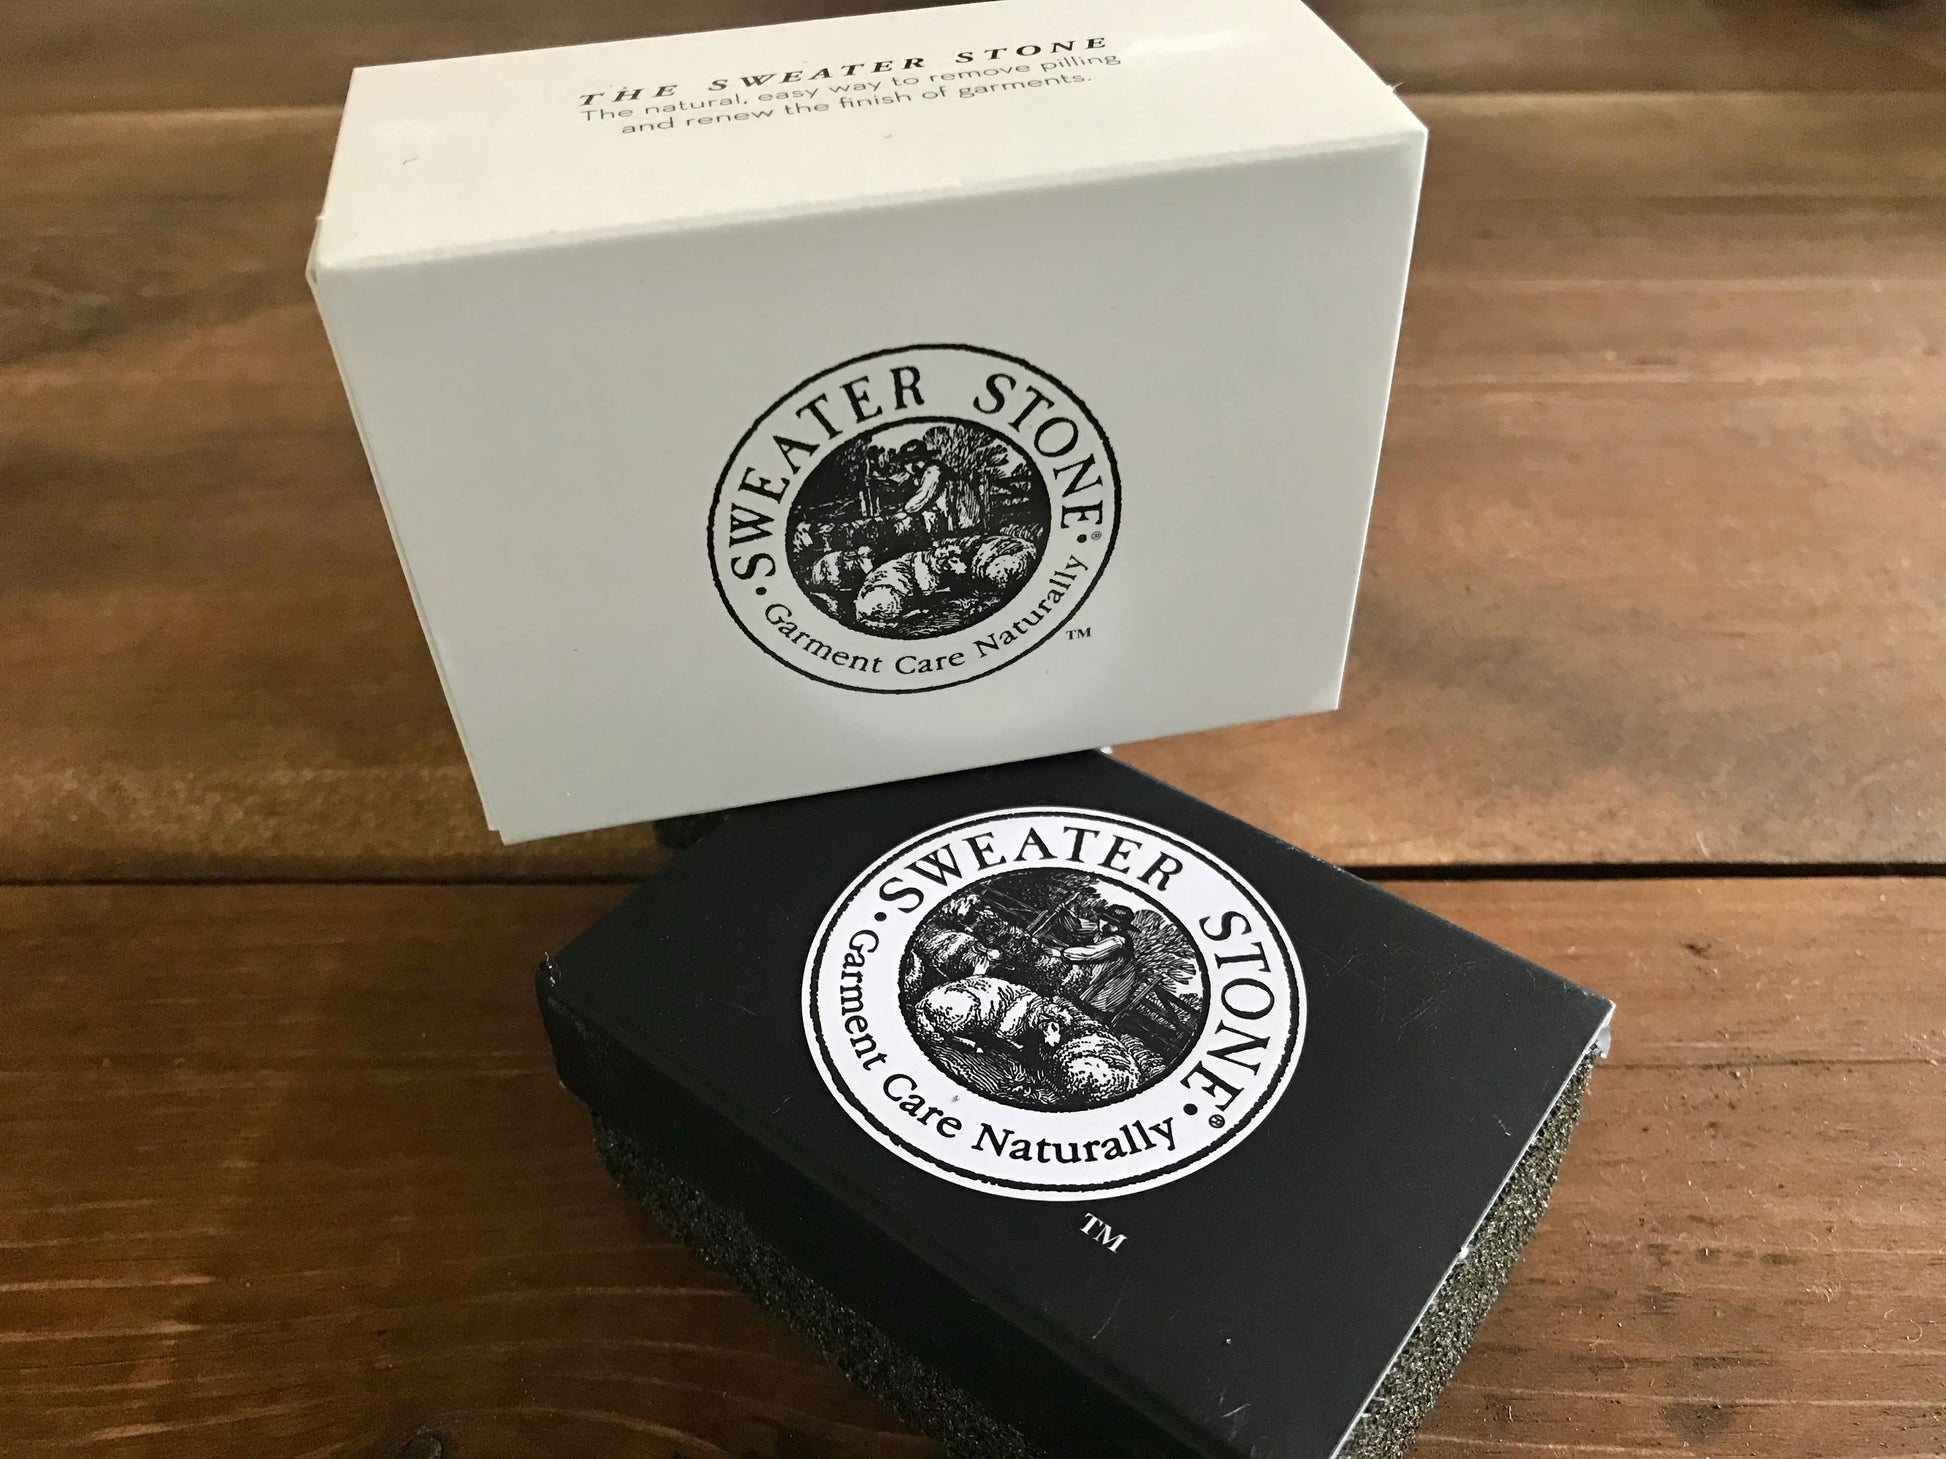 THE SWEATER STONE
The natural, easy way to remove pilling
and renew the finish of garments.
SWEATER STONE®
• Garment Care Naturally •
TM
SWEATER STONE®
• Garment Care Naturally •
TM